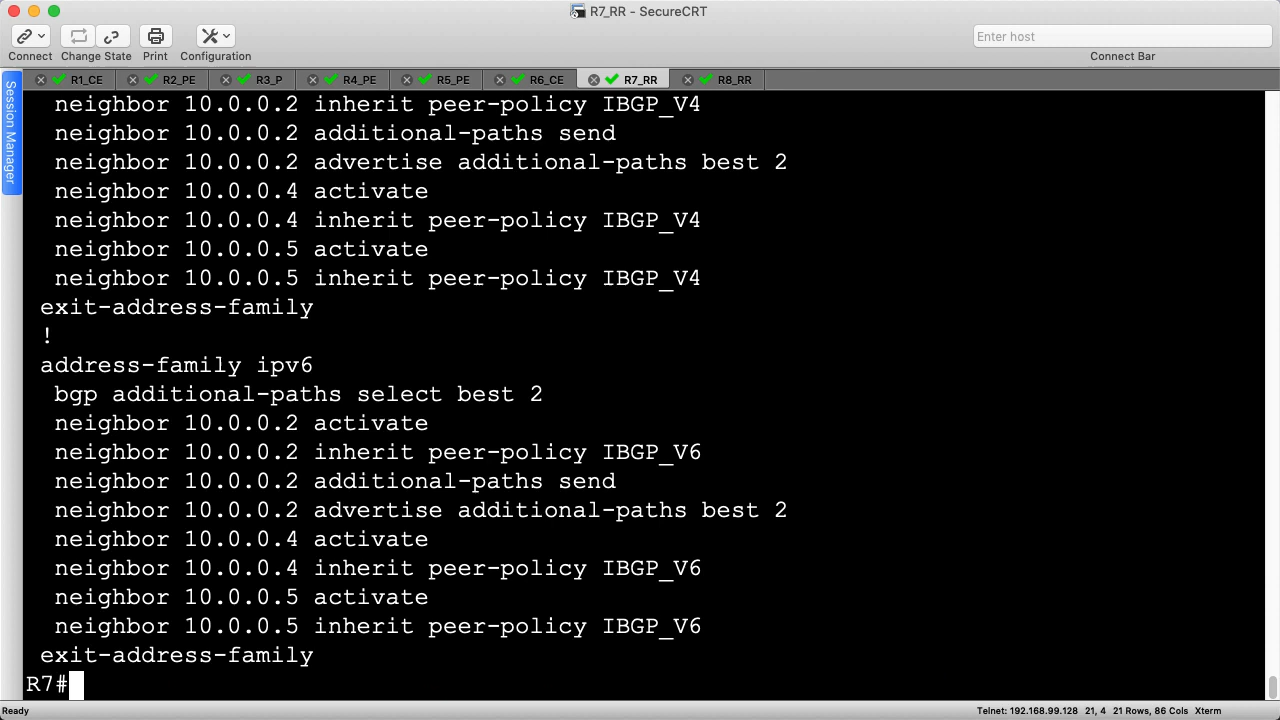 R7_RR - SecureCRT
Connect Change State Print Configuration
Enter host
Connect Bar
Session Manager
R1_CE R2_PE R3_P R4_PE R5_PE R6_CE R7_RR R8_RR
neighbor 10.0.0.2 inherit peer-policy IBGP_V4
neighbor 10.0.0.2 additional-paths send
neighbor 10.0.0.2 advertise additional-paths best 2
neighbor 10.0.0.4 activate
neighbor 10.0.0.4 inherit peer-policy IBGP_V4
neighbor 10.0.0.5 activate
neighbor 10.0.0.5 inherit peer-policy IBGP_V4
exit-address-family
!
address-family ipv6
bgp additional-paths select best 2
neighbor 10.0.0.2 activate
neighbor 10.0.0.2 inherit peer-policy IBGP_V6
neighbor 10.0.0.2 additional-paths send
neighbor 10.0.0.2 advertise additional-paths best 2
neighbor 10.0.0.4 activate
neighbor 10.0.0.4 inherit peer-policy IBGP_V6
neighbor 10.0.0.5 activate
neighbor 10.0.0.5 inherit peer-policy IBGP_V6
exit-address-family
R7#
Ready Telnet: 192.168.99.128 21, 4 21 Rows, 86 Cols Xterm